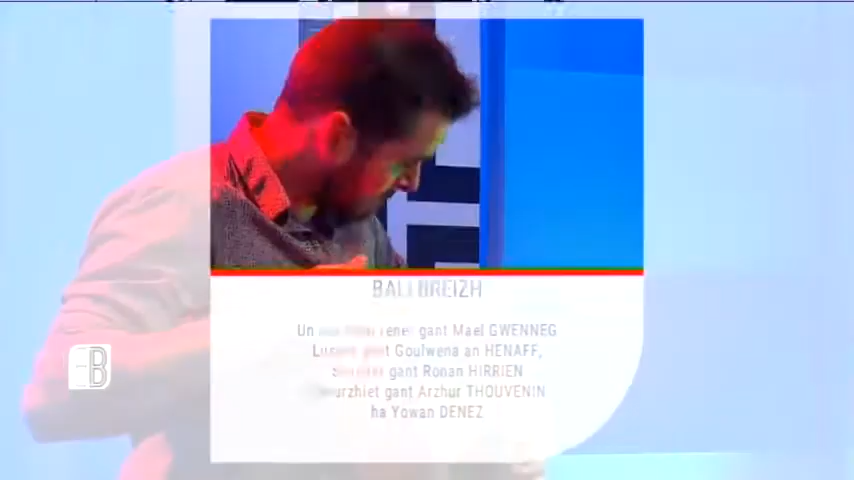 BALI BREIZH
Un gant Mael GWENNEG
gant Goulwena an HENAFF,
gant Ronan HIRRIEN
gant Arzhur THOUVENIN
ha Yowan DENEZ
B